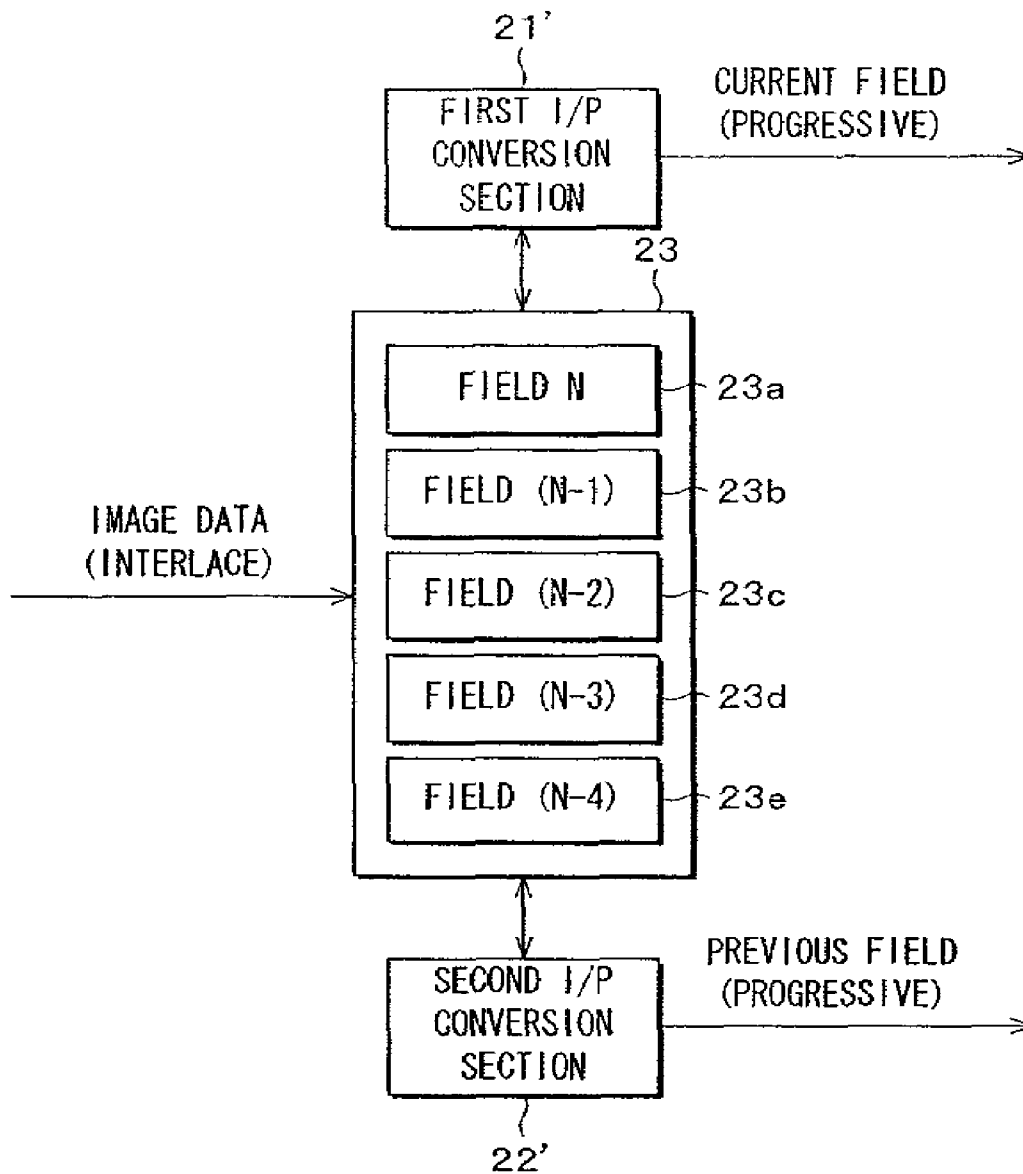 21'
FIRST I/P
CONVERSION
SECTION
CURRENT FIELD
(PROGRESSIVE)
23
FIELD N
23a
FIELD (N-1)
23b
IMAGE DATA
(INTERLACE)
FIELD (N-2)
23c
FIELD (N-3)
23d
FIELD (N-4)
23e
SECOND I/P
CONVERSION
SECTION
PREVIOUS FIELD
(PROGRESSIVE)
22'